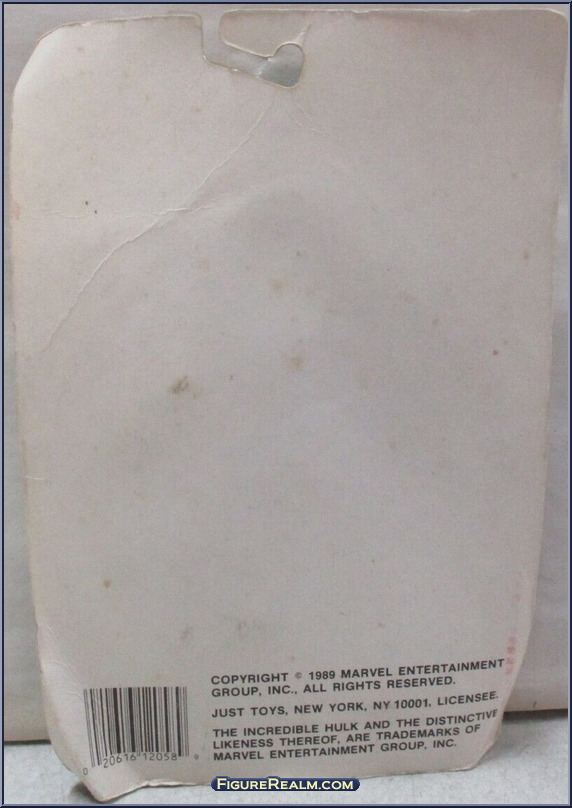 COPYRIGHT © 1989 MARVEL ENTERTAINMENT
GROUP, INC., ALL RIGHTS RESERVED.
JUST TOYS, NEW YORK, NY 10001, LICENSEE.
THE INCREDIBLE HULK AND THE DISTINCTIVE
LIKENESS THEREOF, ARE TRADEMARKS OF
MARVEL ENTERTAINMENT GROUP, INC.
0 20616 12058 9
FIGUREREALM.COM